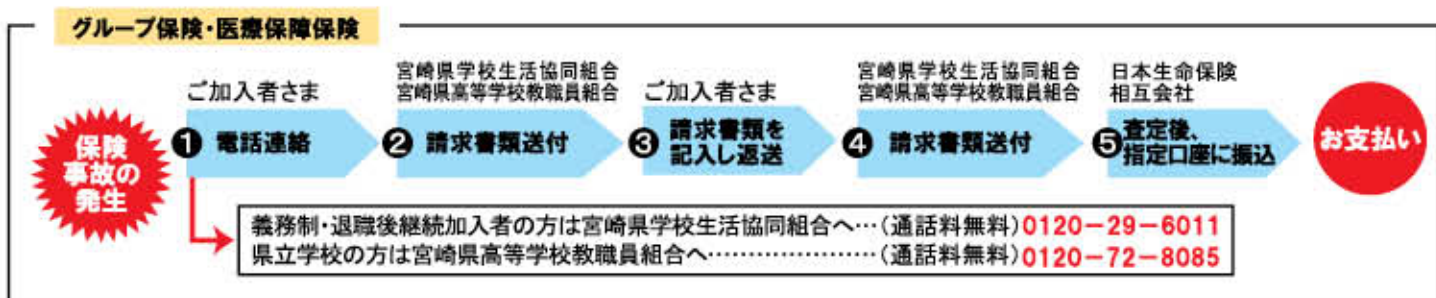 グループ保険・医療保障保険
保険
事故の
発生
ご加入者さま
❶ 電話連絡
宮崎県学校生活協同組合
宮崎県高等学校教職員組合
❷ 請求書類送付
ご加入者さま
❸ 請求書類を
記入し返送
宮崎県学校生活協同組合
宮崎県高等学校教職員組合
❹ 請求書類送付
日本生命保険
相互会社
❺ 査定後、
指定口座に振込
お支払い
義務制・退職後継続加入者の方は宮崎県学校生活協同組合へ…(通話料無料)0120−29−6011
県立学校の方は宮崎県高等学校教職員組合へ…………………(通話料無料)0120−72−8085